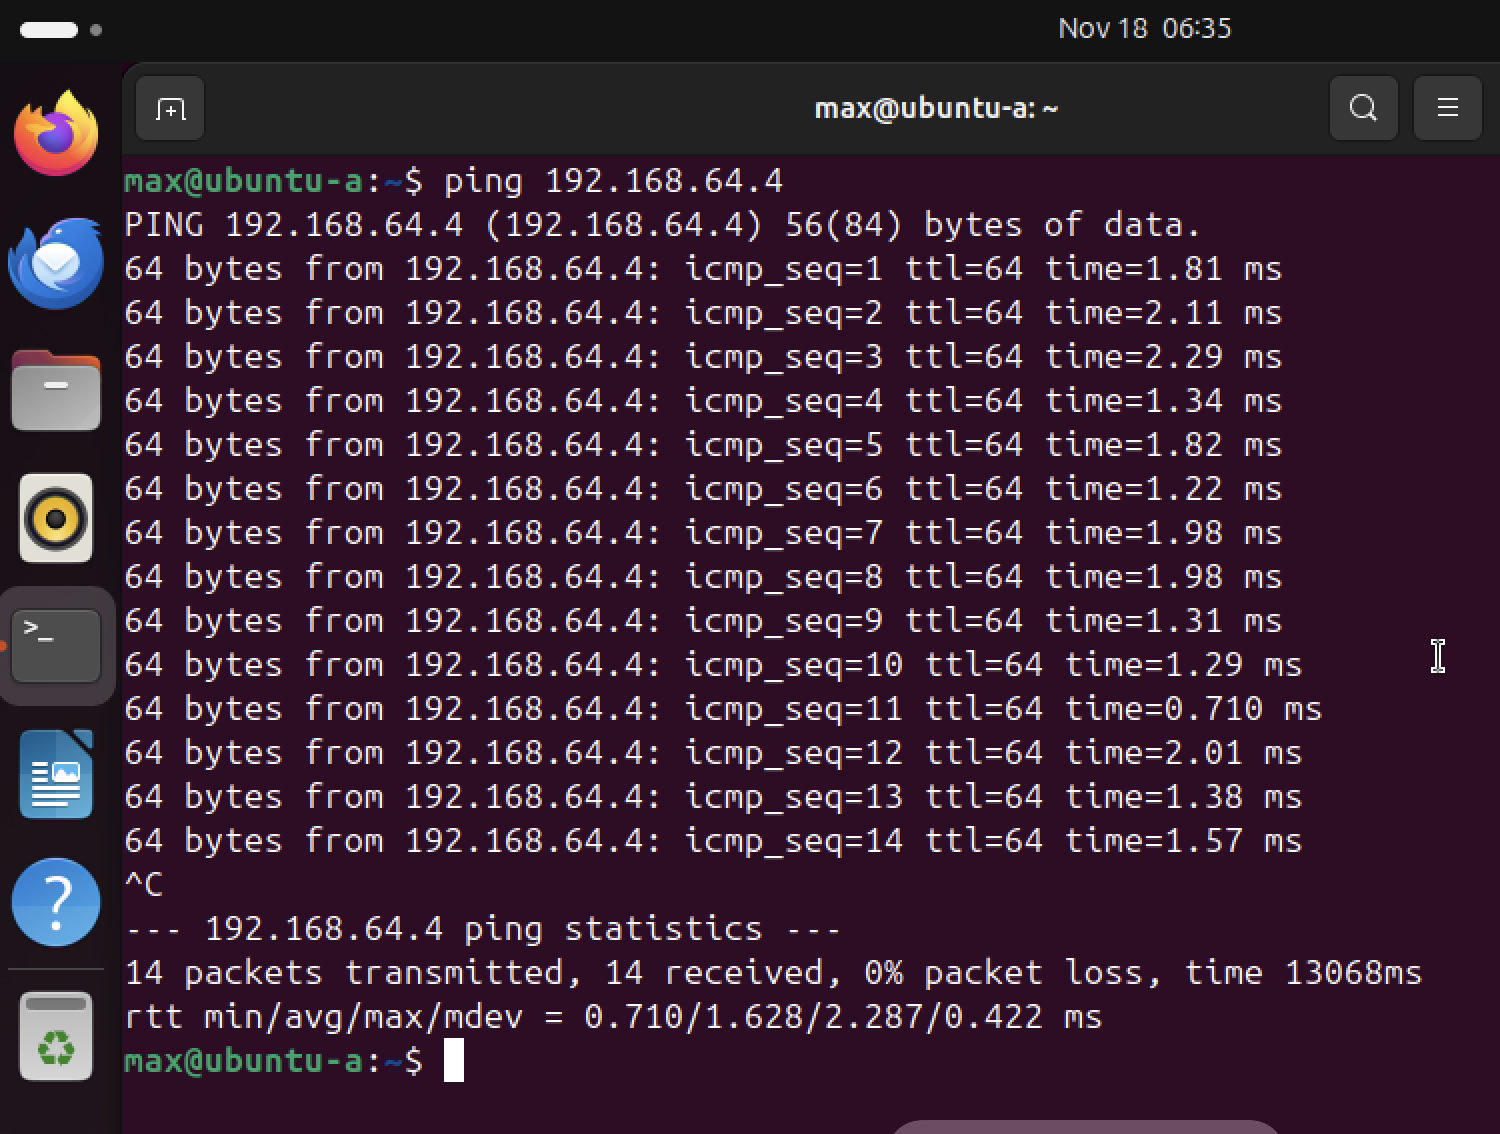 Nov 18 06:35
max@ubuntu-a: ~
max@ubuntu-a:~$ ping 192.168.64.4
PING 192.168.64.4 (192.168.64.4) 56(84) bytes of data.
64 bytes from 192.168.64.4: icmp_seq=1 ttl=64 time=1.81 ms
64 bytes from 192.168.64.4: icmp_seq=2 ttl=64 time=2.11 ms
64 bytes from 192.168.64.4: icmp_seq=3 ttl=64 time=2.29 ms
64 bytes from 192.168.64.4: icmp_seq=4 ttl=64 time=1.34 ms
64 bytes from 192.168.64.4: icmp_seq=5 ttl=64 time=1.82 ms
64 bytes from 192.168.64.4: icmp_seq=6 ttl=64 time=1.22 ms
64 bytes from 192.168.64.4: icmp_seq=7 ttl=64 time=1.98 ms
64 bytes from 192.168.64.4: icmp_seq=8 ttl=64 time=1.98 ms
64 bytes from 192.168.64.4: icmp_seq=9 ttl=64 time=1.31 ms
64 bytes from 192.168.64.4: icmp_seq=10 ttl=64 time=1.29 ms
64 bytes from 192.168.64.4: icmp_seq=11 ttl=64 time=0.710 ms
64 bytes from 192.168.64.4: icmp_seq=12 ttl=64 time=2.01 ms
64 bytes from 192.168.64.4: icmp_seq=13 ttl=64 time=1.38 ms
64 bytes from 192.168.64.4: icmp_seq=14 ttl=64 time=1.57 ms
^C
--- 192.168.64.4 ping statistics ---
14 packets transmitted, 14 received, 0% packet loss, time 13068ms
rtt min/avg/max/mdev = 0.710/1.628/2.287/0.422 ms
max@ubuntu-a:~$